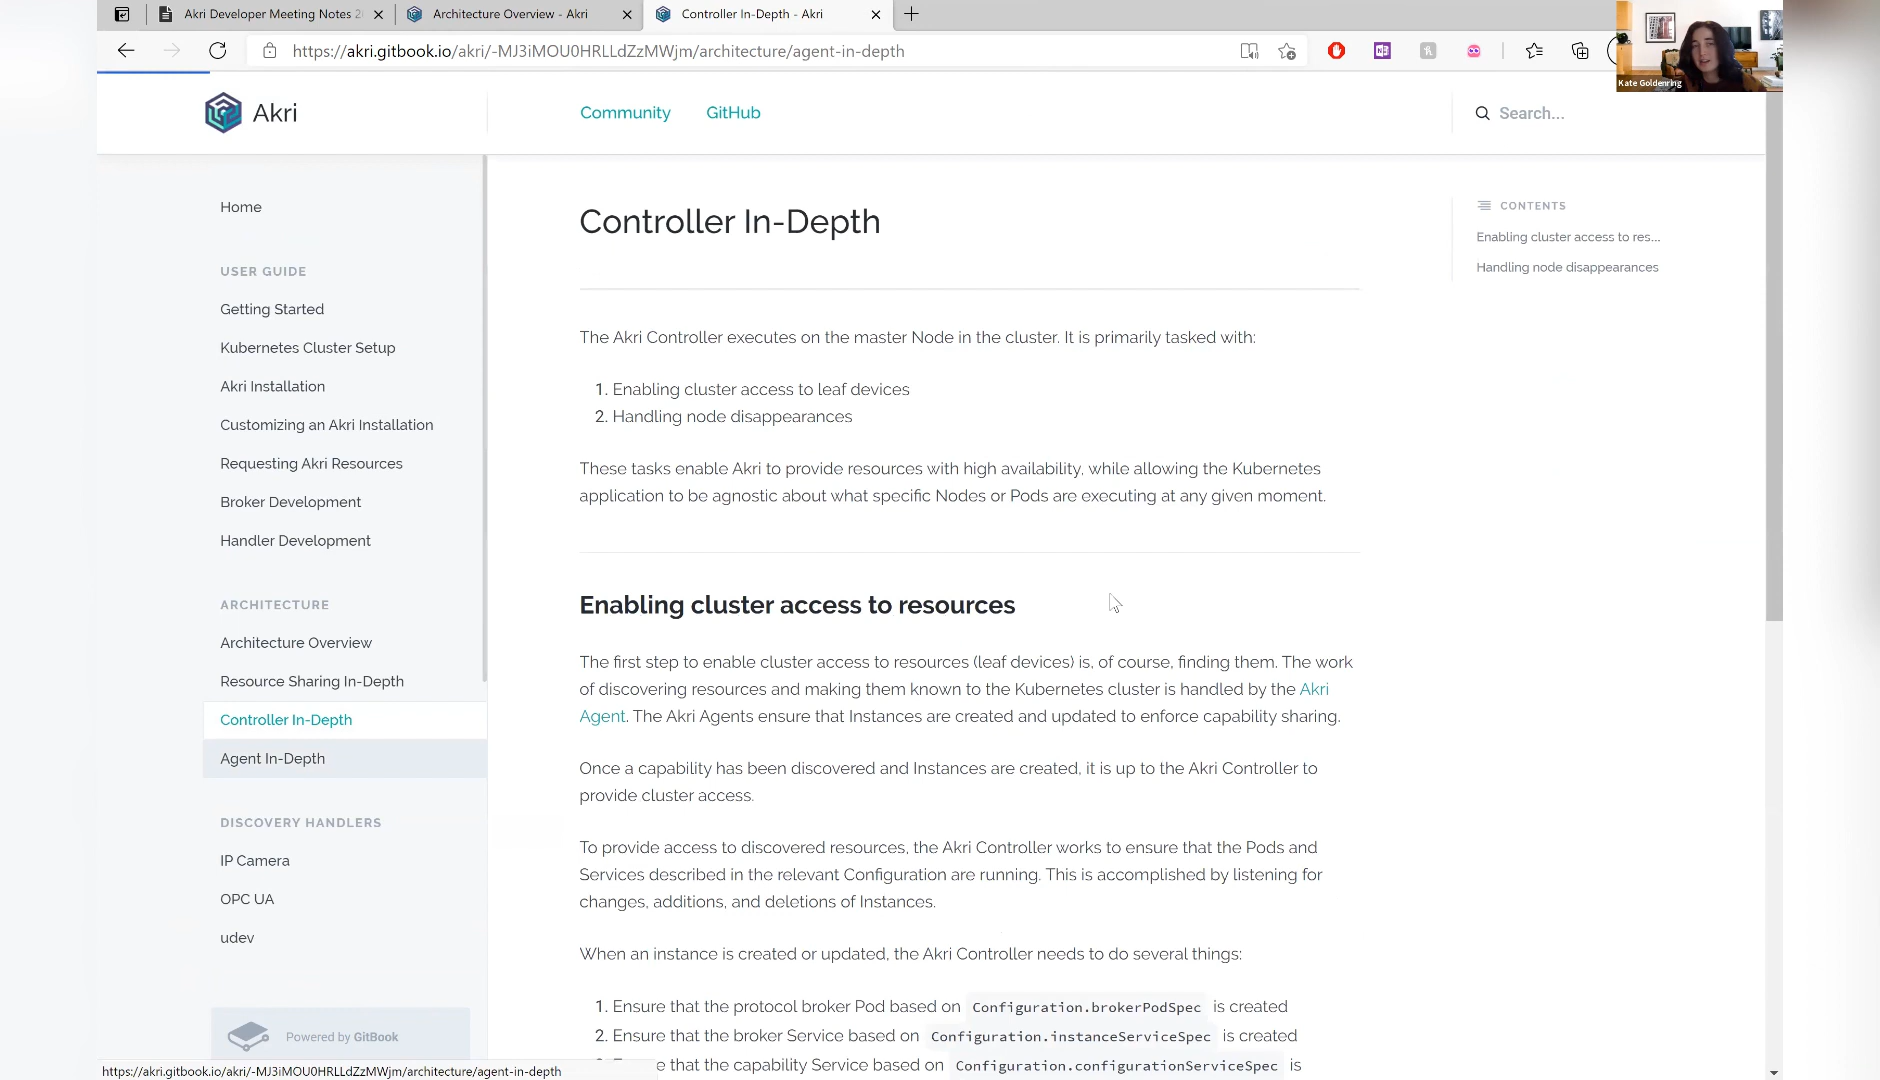 Akri Developer Meeting Notes 2
Architecture Overview - Akri
Controller In-Depth - Akri
https://akri.gitbook.io/akri/-MJ3iMOU0HRLLdZzMWjm/architecture/agent-in-depth
Kate Goldenring
Akri
Community
GitHub
Search...
Home
USER GUIDE
Getting Started
Kubernetes Cluster Setup
Akri Installation
Customizing an Akri Installation
Requesting Akri Resources
Broker Development
Handler Development
ARCHITECTURE
Architecture Overview
Resource Sharing In-Depth
Controller In-Depth
Agent In-Depth
DISCOVERY HANDLERS
IP Camera
OPC UA
udev
Powered by GitBook
https://akri.gitbook.io/akri/-MJ3iMOU0HRLLdZzMWjm/architecture/agent-in-depth
Controller In-Depth
The Akri Controller executes on the master Node in the cluster. It is primarily tasked with:
1. Enabling cluster access to leaf devices
2. Handling node disappearances
These tasks enable Akri to provide resources with high availability, while allowing the Kubernetes
application to be agnostic about what specific Nodes or Pods are executing at any given moment.
Enabling cluster access to resources
The first step to enable cluster access to resources (leaf devices) is, of course, finding them. The work
of discovering resources and making them known to the Kubernetes cluster is handled by the Akri
Agent. The Akri Agents ensure that Instances are created and updated to enforce capability sharing.
Once a capability has been discovered and Instances are created, it is up to the Akri Controller to
provide cluster access.
To provide access to discovered resources, the Akri Controller works to ensure that the Pods and
Services described in the relevant Configuration are running. This is accomplished by listening for
changes, additions, and deletions of Instances.
When an instance is created or updated, the Akri Controller needs to do several things:
1. Ensure that the protocol broker Pod based on Configuration.brokerPodSpec is created
2. Ensure that the broker Service based on Configuration.instanceServiceSpec is created
that the capability Service based on Configuration.configurationServiceSpec is
CONTENTS
Enabling cluster access to res...
Handling node disappearances